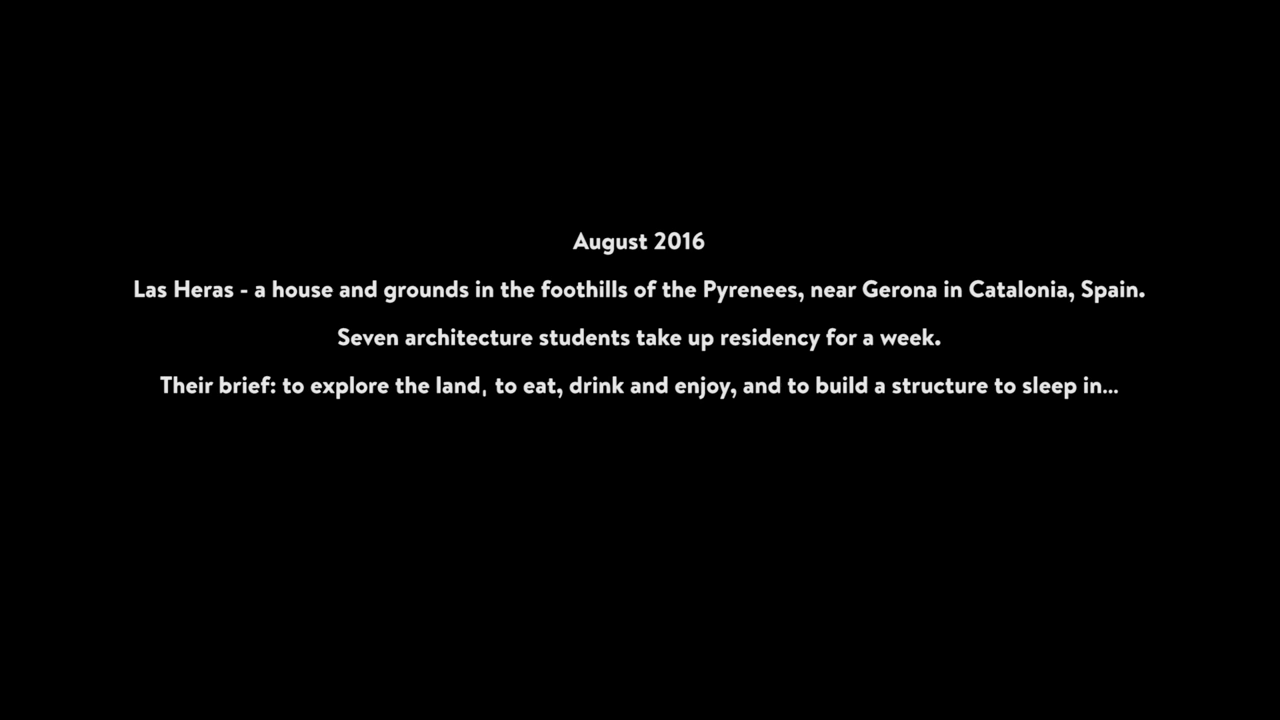 August 2016
Las Heras - a house and grounds in the foothills of the Pyrenees, near Gerona in Catalonia, Spain.
Seven architecture students take up residency for a week.
Their brief: to explore the land, to eat, drink and enjoy, and to build a structure to sleep in...